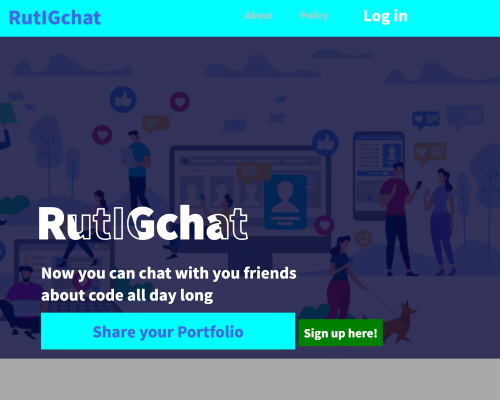 RutIGchat
About Policy Log in
RutIGchat
Now you can chat with you friends
about code all day long
Share your Portfolio
Sign up here!